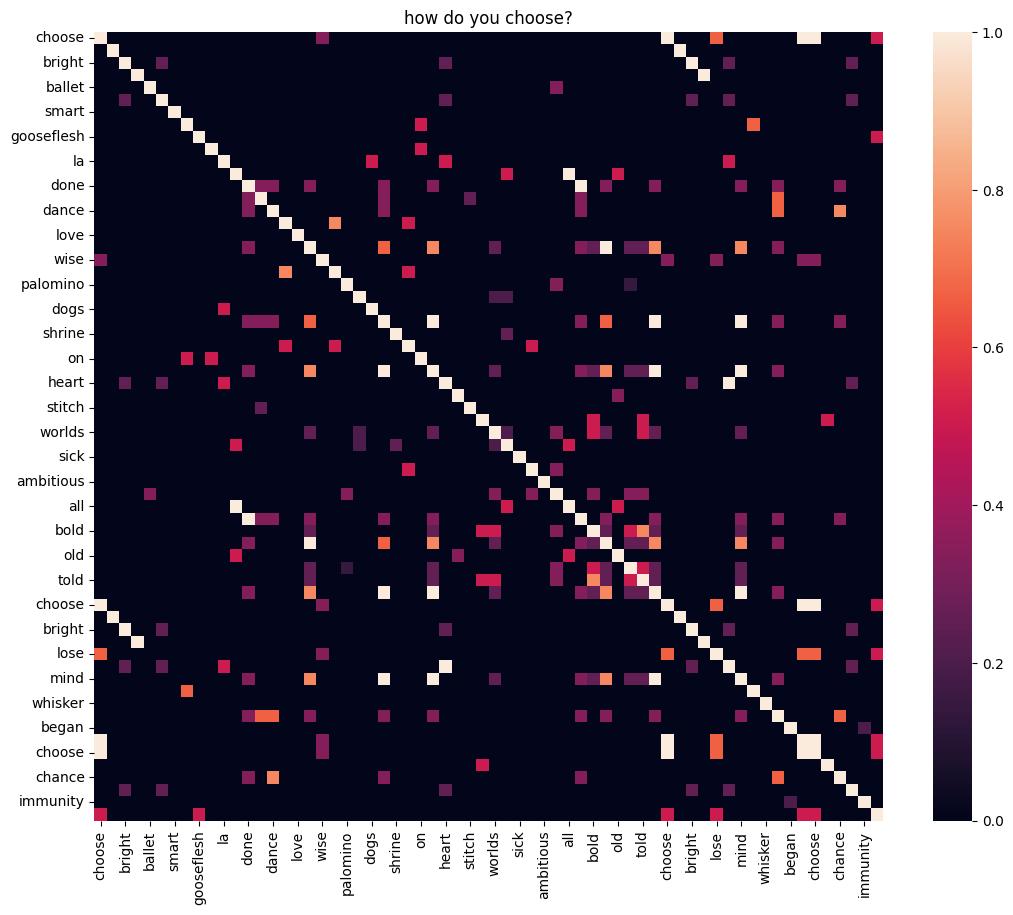 how do you choose?
choose
bright
ballet
smart
gooseflesh
la
done
dance
love
wise
palomino
dogs
shrine
on
heart
stitch
worlds
sick
ambitious
all
bold
old
told
choose
bright
lose
mind
whisker
began
choose
chance
immunity
choose bright ballet smart gooseflesh la done dance love wise palomino dogs shrine on heart stitch worlds sick ambitious all bold old told choose bright lose mind whisker began choose chance immunity
1.0
0.8
0.6
0.4
0.2
0.0